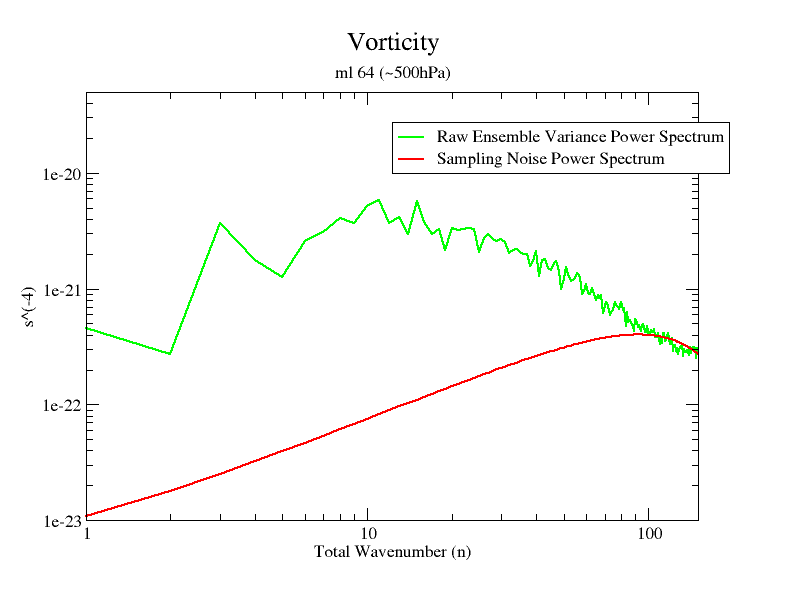 Vorticity
ml 64 (~500hPa)
Raw Ensemble Variance Power Spectrum
Sampling Noise Power Spectrum
1e-20
1e-21
1e-22
1e-23
s^(-4)
1 10 100
Total Wavenumber (n)